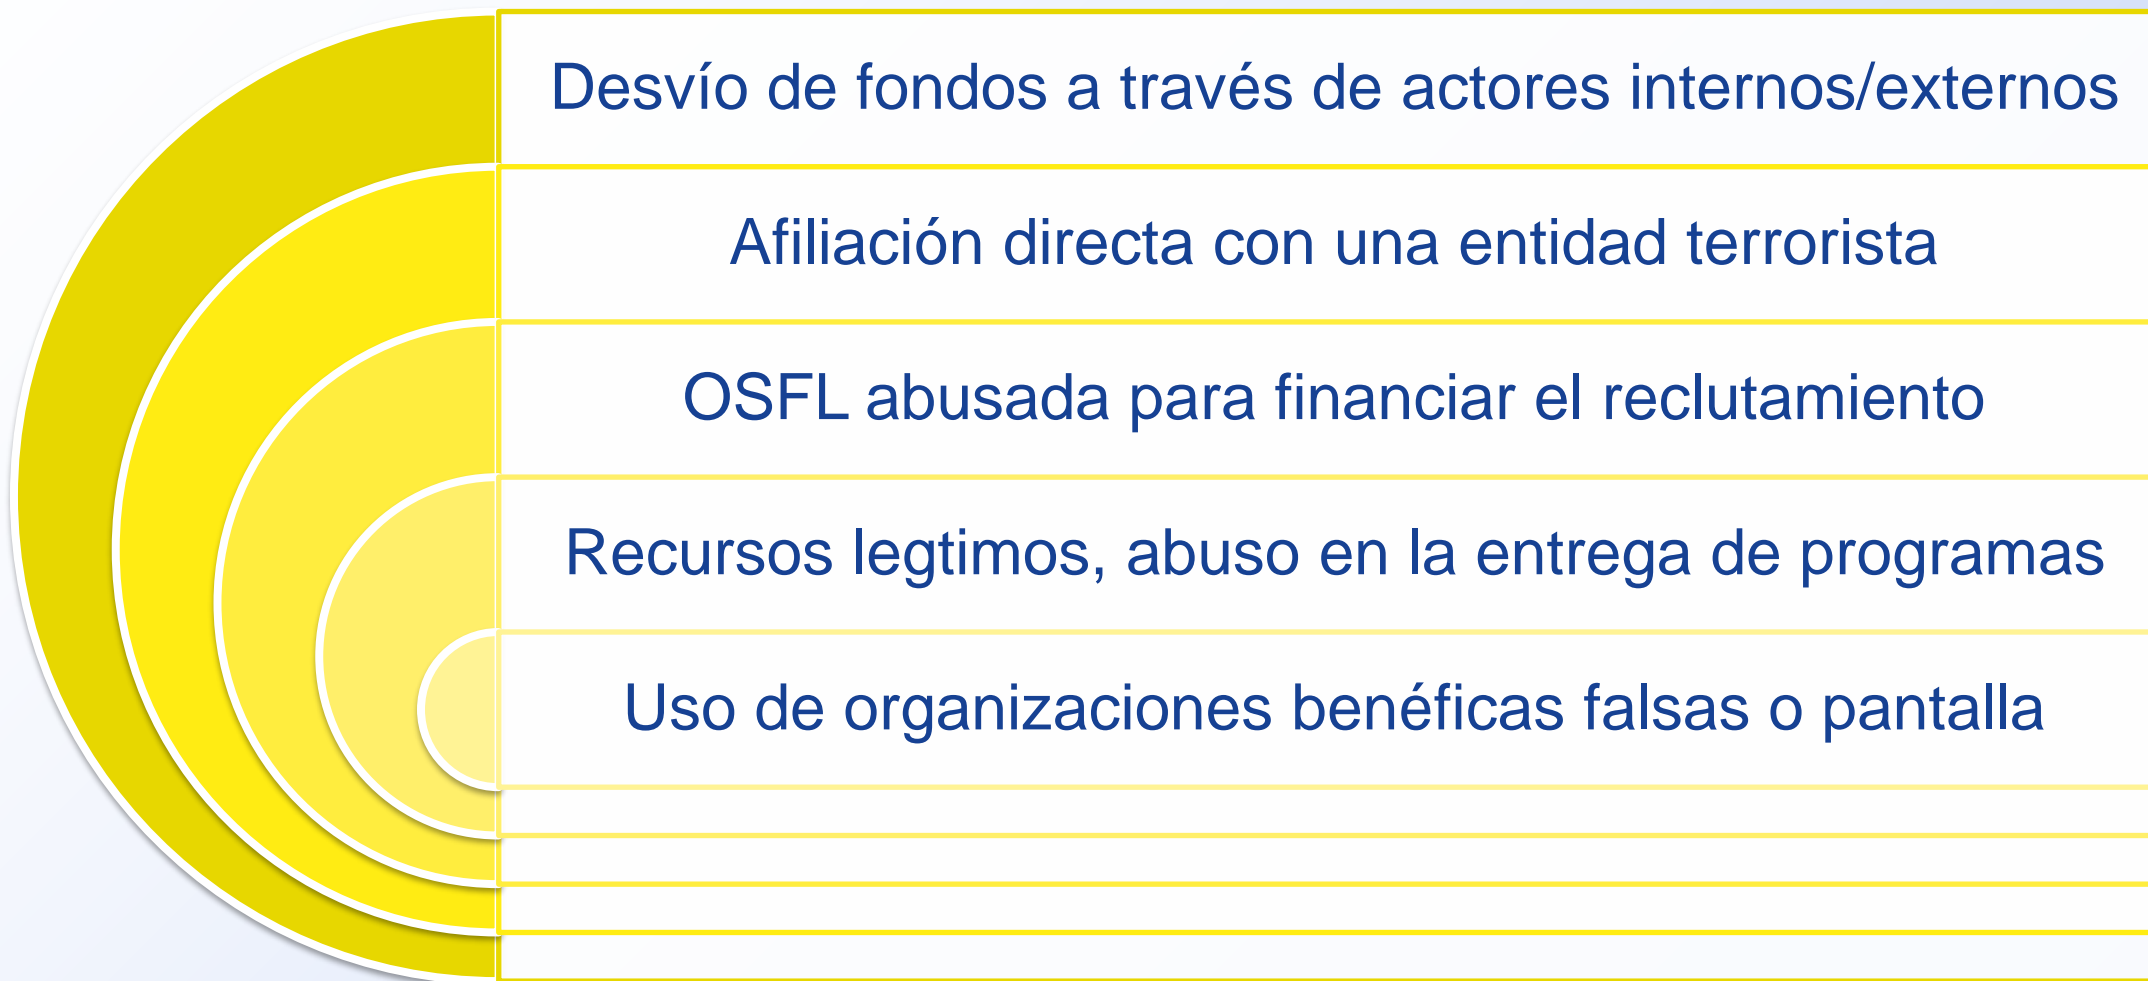 Desvío de fondos a través de actores internos/externos
Afiliación directa con una entidad terrorista
OSFL abusada para financiar el reclutamiento
Recursos legtimos, abuso en la entrega de programas
Uso de organizaciones benéficas falsas o pantalla